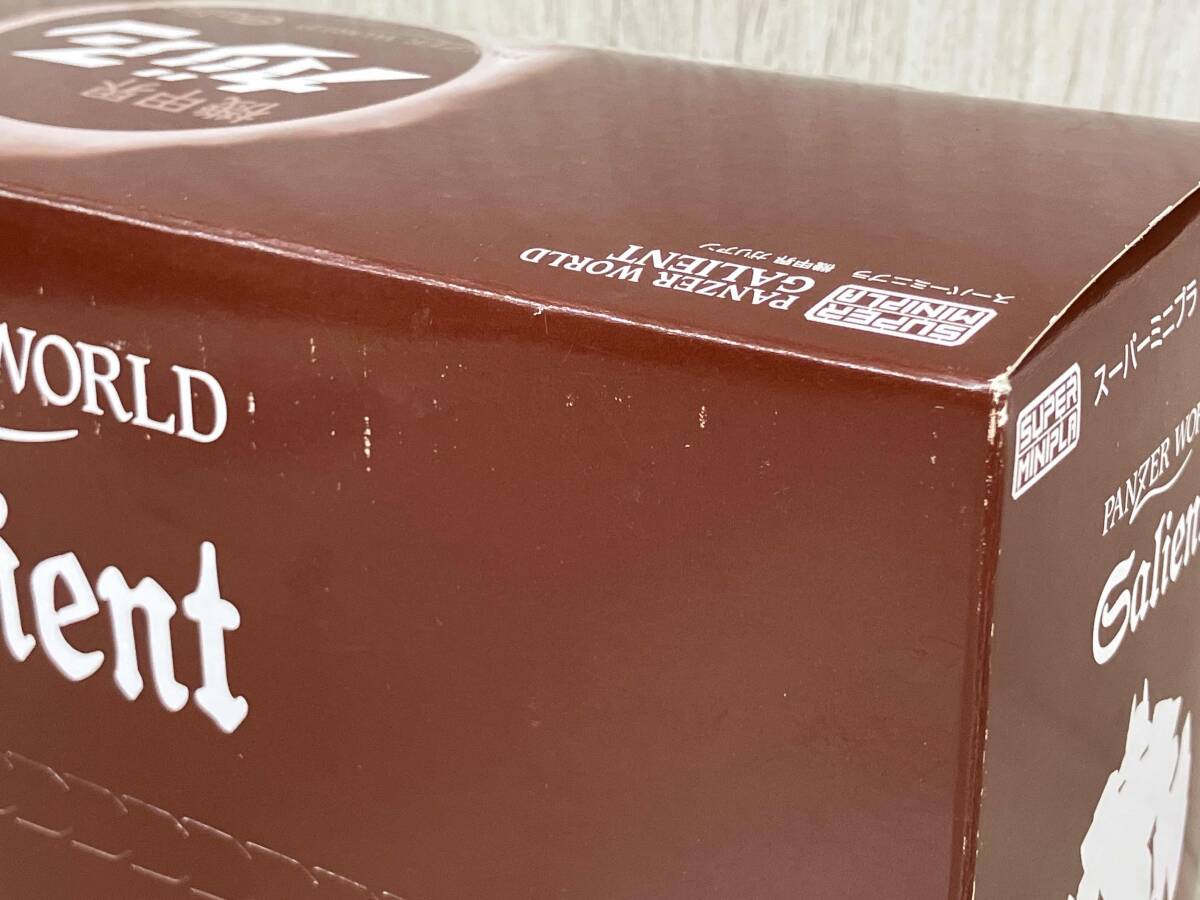 機甲界
ガリアン
PANZER WORLD
GALIENT
機甲界 ガリアン
SUPER
MINIPLA
スーパーミニプラ
WORLD
ient
SUPER
MINIPLA
スーパーミニプラ
PANZER WOR
Galien